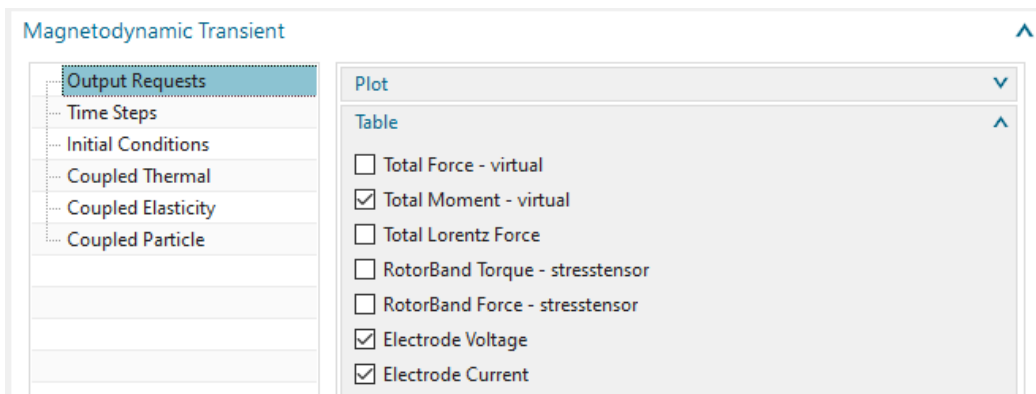 Magnetodynamic Transient
Output Requests
Time Steps
Initial Conditions
Coupled Thermal
Coupled Elasticity
Coupled Particle
Plot
Table
Total Force - virtual
Total Moment - virtual
Total Lorentz Force
RotorBand Torque - stresstensor
RotorBand Force - stresstensor
Electrode Voltage
Electrode Current